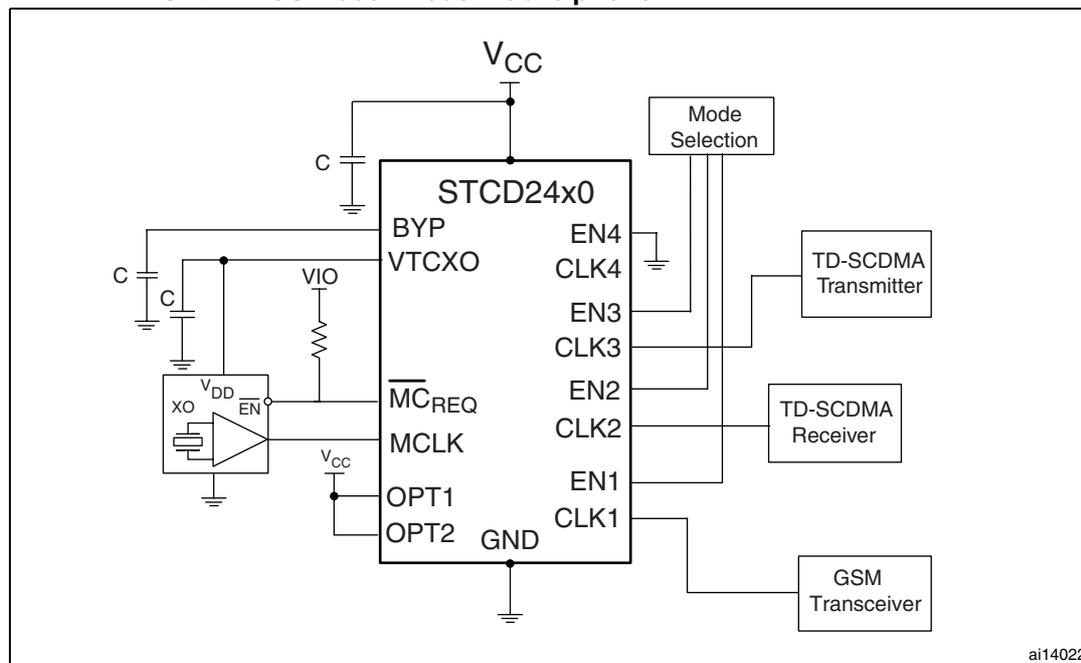 V_CC
Mode
Selection
C
STCD24x0
BYP
VTCXO
EN4
CLK4
EN3
CLK3
EN2
CLK2
EN1
CLK1
MC_REQ
MCLK
OPT1
OPT2
GND
C
C
VIO
V_DD
XO
EN
V_CC
TD-SCDMA
Transmitter
TD-SCDMA
Receiver
GSM
Transceiver
ai14022